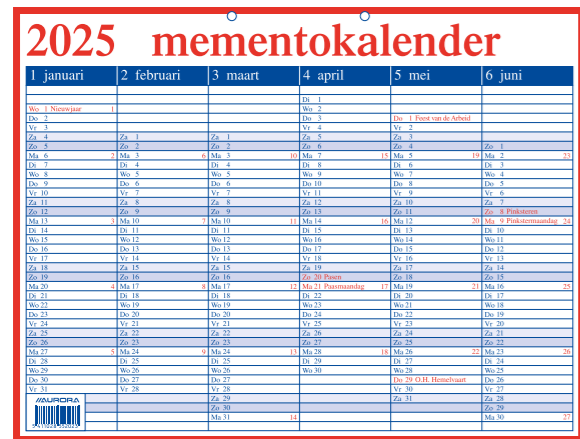 2025 mementokalender
1 januari
Wo 1 Nieuwjaar 1
Do 2
Vr 3
Za 4
Zo 5
Ma 6 2
Di 7
Wo 8
Do 9
Vr 10
Za 11
Zo 12
Ma 13 3
Di 14
Wo 15
Do 16
Vr 17
Za 18
Zo 19
Ma 20 4
Di 21
Wo 22
Do 23
Vr 24
Za 25
Zo 26
Ma 27 5
Di 28
Wo 29
Do 30
Vr 31
AURORA
2 februari
Za 1
Zo 2
Ma 3 6
Di 4
Wo 5
Do 6
Vr 7
Za 8
Zo 9
Ma 10 7
Di 11
Wo 12
Do 13
Vr 14
Za 15
Zo 16
Ma 17 8
Di 18
Wo 19
Do 20
Vr 21
Za 22
Zo 23
Ma 24 9
Di 25
Wo 26
Do 27
Vr 28
3 maart
Za 1
Zo 2
Ma 3 10
Di 4
Wo 5
Do 6
Vr 7
Za 8
Zo 9
Ma 10 11
Di 11
Wo 12
Do 13
Vr 14
Za 15
Zo 16
Ma 17 12
Di 18
Wo 19
Do 20
Vr 21
Za 22
Zo 23
Ma 24 13
Di 25
Wo 26
Do 27
Vr 28
Za 29
Zo 30
Ma 31 14
4 april
Di 1
Wo 2
Do 3
Vr 4
Za 5
Zo 6
Ma 7 15
Di 8
Wo 9
Do 10
Vr 11
Za 12
Zo 13
Ma 14 16
Di 15
Wo 16
Do 17
Vr 18
Za 19
Zo 20 Pasen
Ma 21 Paasmaandag 17
Di 22
Wo 23
Do 24
Vr 25
Za 26
Zo 27
Ma 28 18
Di 29
Wo 30
5 mei
Do 1 Feest van de Arbeid
Vr 2
Za 3
Zo 4
Ma 5 19
Di 6
Wo 7
Do 8
Vr 9
Za 10
Zo 11
Ma 12 20
Di 13
Wo 14
Do 15
Vr 16
Za 17
Zo 18
Ma 19 21
Di 20
Wo 21
Do 22
Vr 23
Za 24
Zo 25
Ma 26 22
Di 27
Wo 28
Do 29 O.H. Hemelvaart
Vr 30
Za 31
6 juni
Zo 1
Ma 2 23
Di 3
Wo 4
Do 5
Vr 6
Za 7
Zo 8 Pinksteren
Ma 9 Pinkstermaandag 24
Di 10
Wo 11
Do 12
Vr 13
Za 14
Zo 15
Ma 16 25
Di 17
Wo 18
Do 19
Vr 20
Za 21
Zo 22
Ma 23 26
Di 24
Wo 25
Do 26
Vr 27
Za 28
Zo 29
Ma 30 27